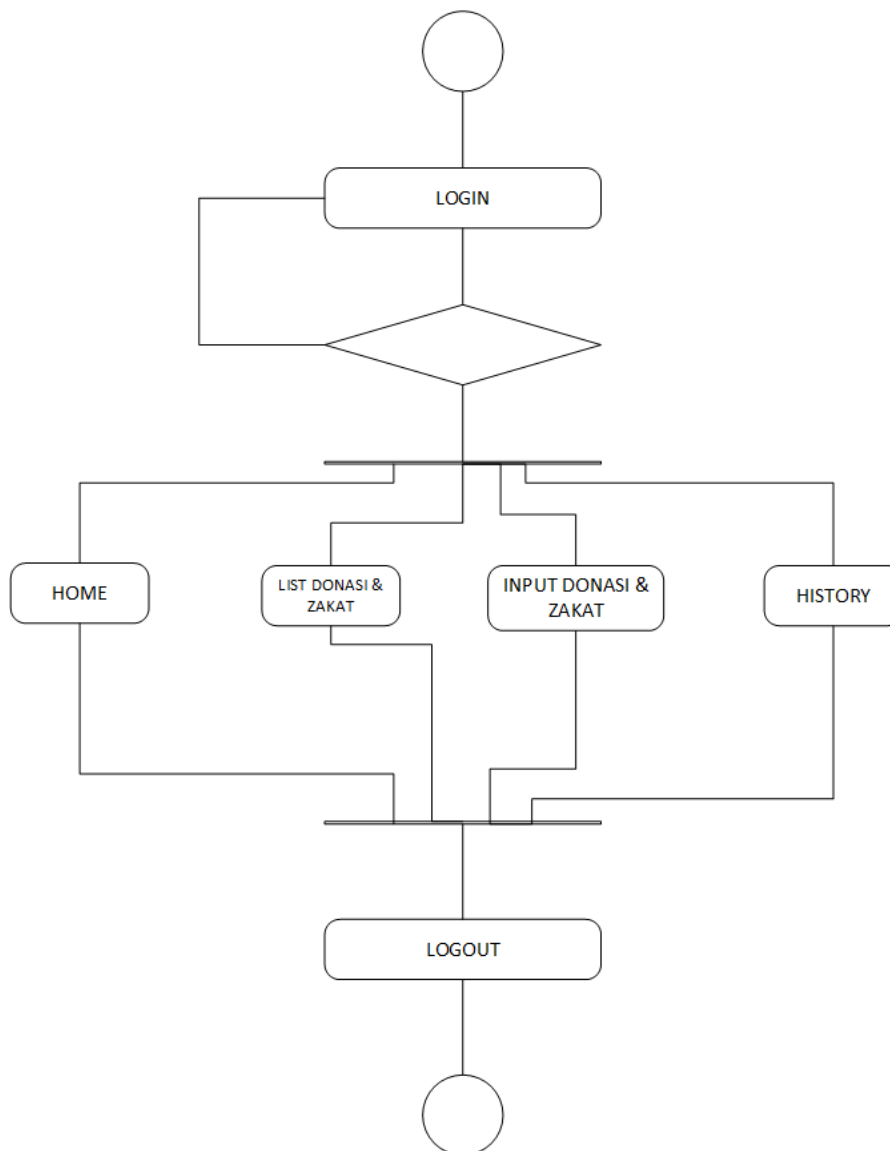 LOGIN
HOME
LIST DONASI &
ZAKAT
INPUT DONASI &
ZAKAT
HISTORY
LOGOUT